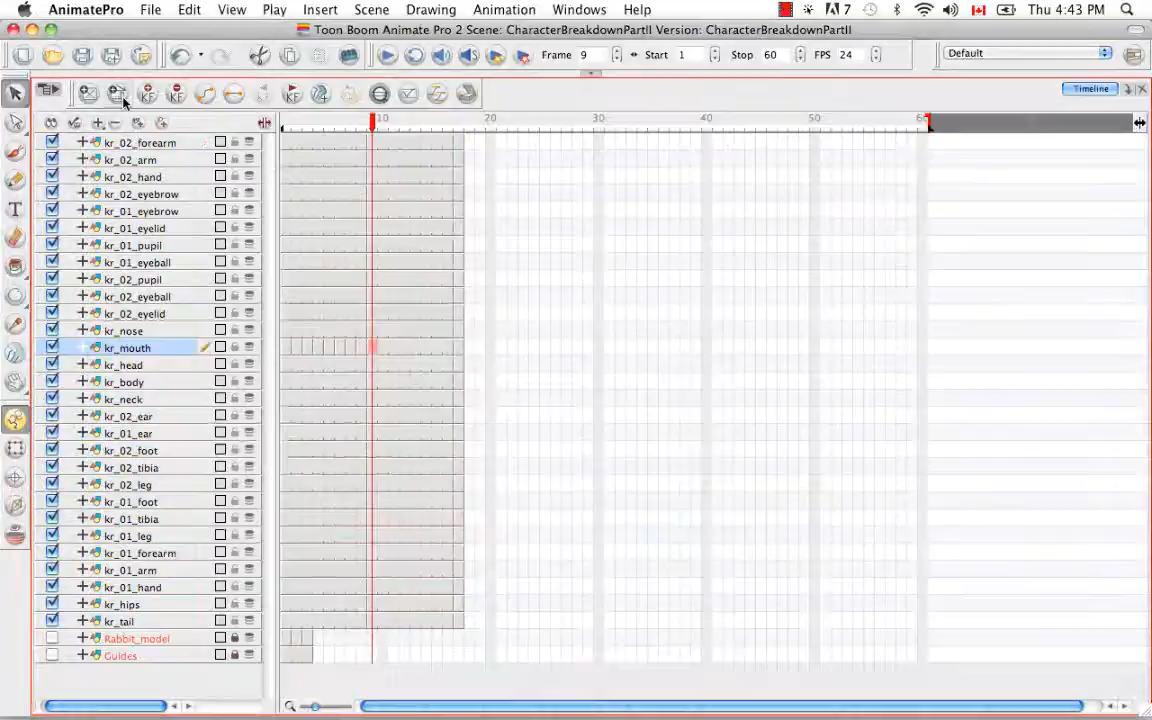 AnimatePro File Edit View Play Insert Scene Drawing Animation Windows Help 7 Thu 4:43 PM
Toon Boom Animate Pro 2 Scene: CharacterBreakdownPartII Version: CharacterBreakdownPartII
Frame 9 Start 1 Stop 60 FPS 24 Default
KF KF KF Timeline
10 20 30 40 50 60
kr_02_forearm
kr_02_arm
kr_02_hand
kr_02_eyebrow
kr_01_eyebrow
kr_01_eyelid
kr_01_pupil
kr_01_eyeball
kr_02_pupil
kr_02_eyeball
kr_02_eyelid
kr_nose
kr_mouth
kr_head
kr_body
kr_neck
kr_02_ear
kr_01_ear
kr_02_foot
kr_02_tibia
kr_02_leg
kr_01_foot
kr_01_tibia
kr_01_leg
kr_01_forearm
kr_01_arm
kr_01_hand
kr_hips
kr_tail
Rabbit_model
Guides